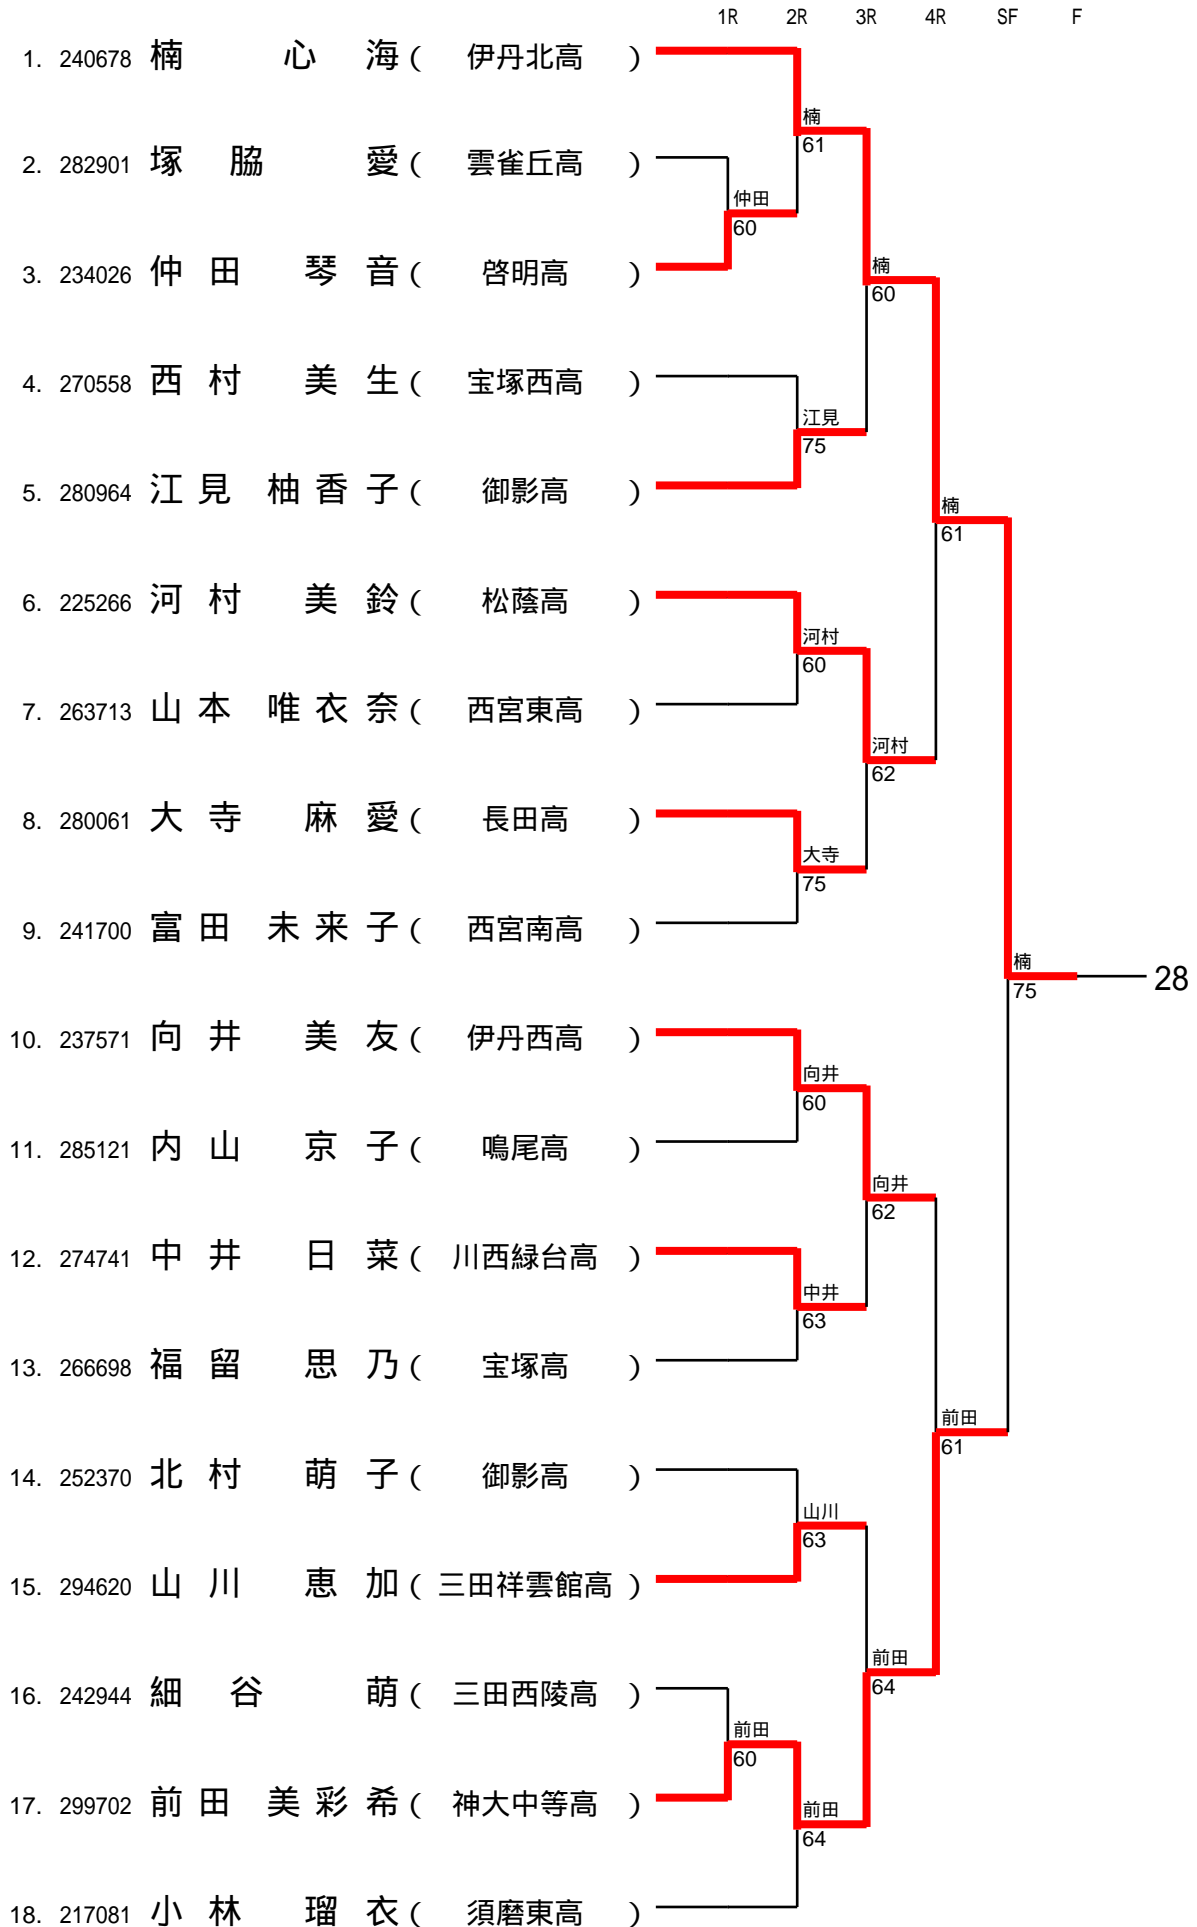 1R 2R 3R 4R SF F
1. 240678 楠 心 海 ( 伊丹北高 )
楠
61
2. 282901 塚 脇 愛 ( 雲雀丘高 )
仲田
60
3. 234026 仲 田 琴 音 ( 啓明高 )
楠
60
4. 270558 西 村 美 生 ( 宝塚西高 )
江見
75
5. 280964 江 見 柚 香 子 ( 御影高 )
楠
61
6. 225266 河 村 美 鈴 ( 松蔭高 )
河村
60
7. 263713 山 本 唯 衣 奈 ( 西宮東高 )
河村
62
8. 280061 大 寺 麻 愛 ( 長田高 )
大寺
75
9. 241700 富 田 未 来 子 ( 西宮南高 )
楠
75
28
10. 237571 向 井 美 友 ( 伊丹西高 )
向井
60
11. 285121 内 山 京 子 ( 鳴尾高 )
向井
62
12. 274741 中 井 日 菜 ( 川西緑台高 )
中井
63
13. 266698 福 留 思 乃 ( 宝塚高 )
前田
61
14. 252370 北 村 萌 子 ( 御影高 )
山川
63
15. 294620 山 川 恵 加 ( 三田祥雲館高 )
前田
64
16. 242944 細 谷 萌 ( 三田西陵高 )
前田
60
17. 299702 前 田 美 彩 希 ( 神大中等高 )
前田
64
18. 217081 小 林 瑠 衣 ( 須磨東高 )